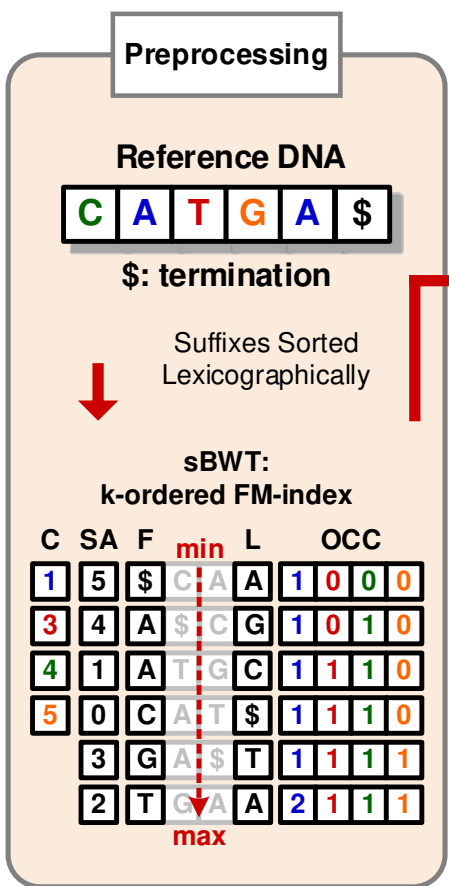 Preprocessing
Reference DNA
C A T G A $
$: termination
Suffixes Sorted
Lexicographically
sBWT:
k-ordered FM-index
C SA F min L OCC
1 5 $ C A A 1 0 0 0
3 4 A $ C G 1 0 1 0
4 1 A T G C 1 1 1 0
5 0 C A T $ 1 1 1 0
3 G A $ T 1 1 1 1
2 T G A A 2 1 1 1
max